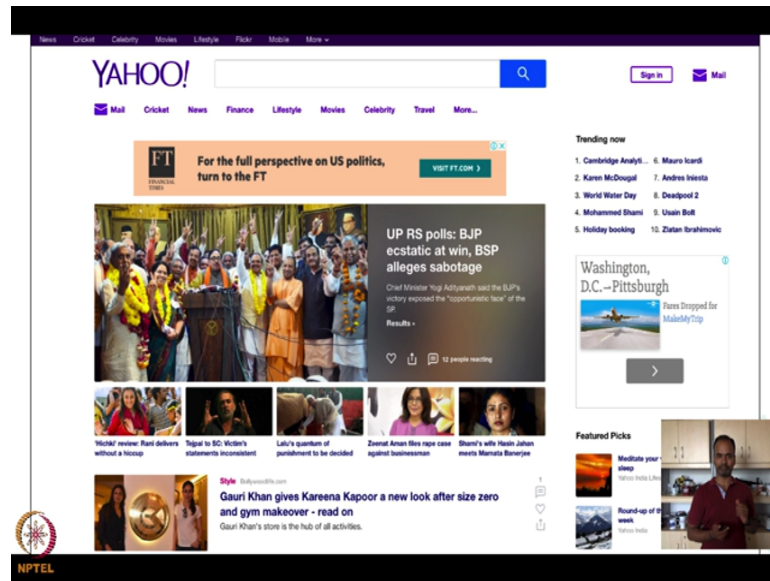 News Cricket Celebrity Movies Lifestyle Flickr Mobile More
YAHOO!
Sign in Mail
Mail Cricket News Finance Lifestyle Movies Celebrity Travel More...
FT
FINANCIAL
TIMES
For the full perspective on US politics,
turn to the FT
VISIT FT.COM
UP RS polls: BJP
ecstatic at win, BSP
alleges sabotage
Chief Minister Yogi Adityanath said the BJP's
victory exposed the "opportunistic face" of the
SP.
Results »
12 people reacting
'Hichki' review: Rani delivers
without a hiccup
Tejpal to SC: Victim's
statements inconsistent
Lalu's quantum of
punishment to be decided
Zeenat Aman files rape case
against businessman
Shami's wife Hasin Jahan
meets Mamata Banerjee
Style Bollywoodlife.com
Gauri Khan gives Kareena Kapoor a new look after size zero
and gym makeover - read on
Gauri Khan's store is the hub of all activities.
1
Trending now
1. Cambridge Analyti...
2. Karen McDougal
3. World Water Day
4. Mohammed Shami
5. Holiday booking
6. Mauro Icardi
7. Andres Iniesta
8. Deadpool 2
9. Usain Bolt
10. Zlatan Ibrahimovic
Washington,
D.C.→Pittsburgh
Fares Dropped for
MakeMyTrip
Featured Picks
Meditate your
sleep
Yahoo India
Round-up of
week
Yahoo India
NPTEL